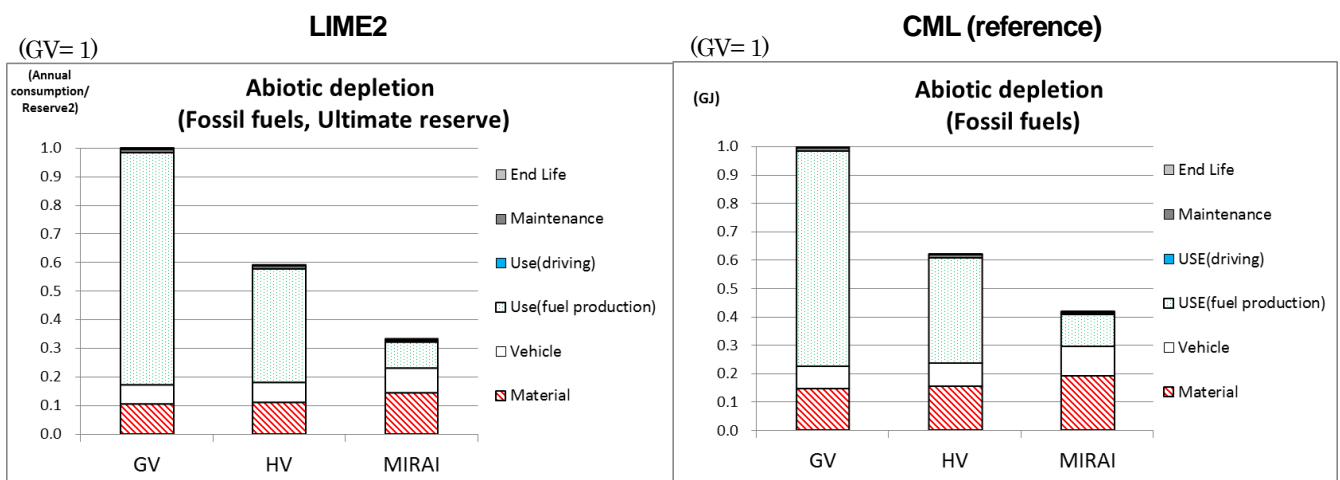 LIME2
(GV= 1)
(Annual
consumption/
Reserve2)
Abiotic depletion
(Fossil fuels, Ultimate reserve)
1.0
0.9
0.8
0.7
0.6
0.5
0.4
0.3
0.2
0.1
0.0
GV
HV
MIRAI
End Life
Maintenance
Use(driving)
Use(fuel production)
Vehicle
Material
CML (reference)
(GV= 1)
(GJ)
Abiotic depletion
(Fossil fuels)
1.0
0.9
0.8
0.7
0.6
0.5
0.4
0.3
0.2
0.1
0.0
GV
HV
MIRAI
End Life
Maintenance
USE(driving)
USE(fuel production)
Vehicle
Material